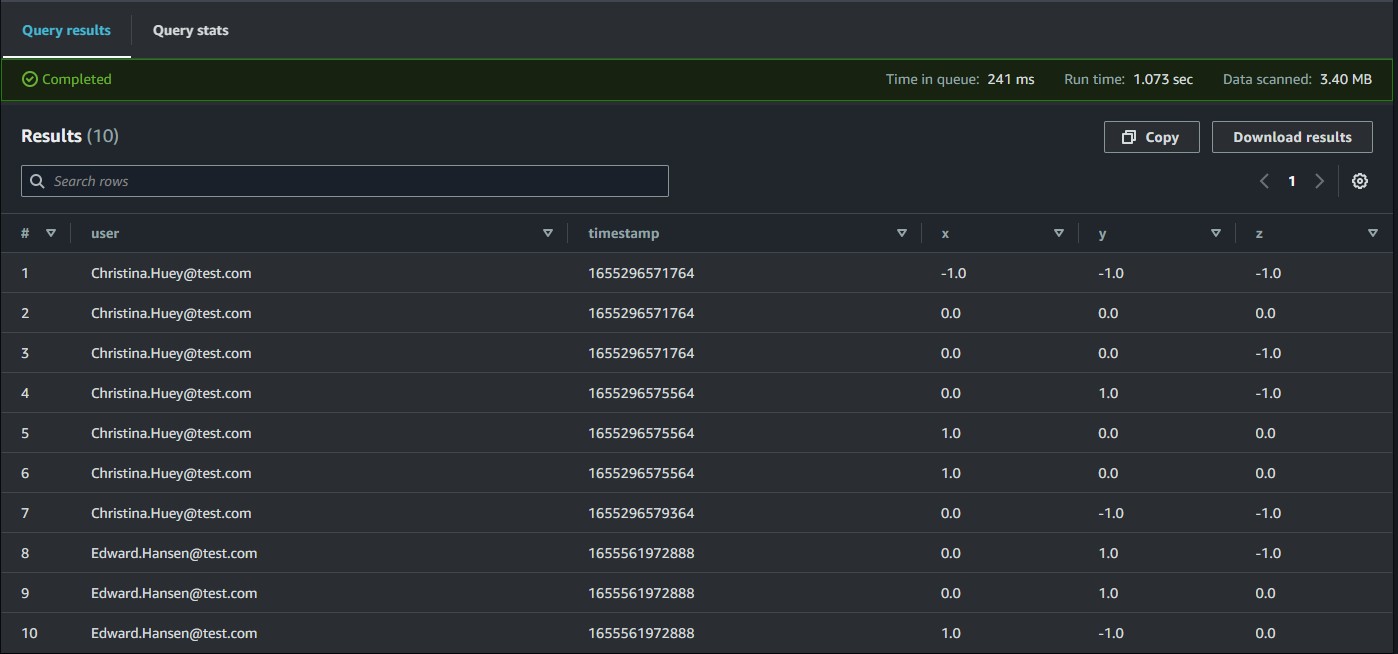 Query results Query stats
Completed Time in queue: 241 ms Run time: 1.073 sec Data scanned: 3.40 MB
Results (10) Copy Download results
Search rows 1
# user timestamp x y z
1 Christina.Huey@test.com 1655296571764 -1.0 -1.0 -1.0
2 Christina.Huey@test.com 1655296571764 0.0 0.0 0.0
3 Christina.Huey@test.com 1655296571764 0.0 0.0 -1.0
4 Christina.Huey@test.com 1655296575564 0.0 1.0 -1.0
5 Christina.Huey@test.com 1655296575564 1.0 0.0 0.0
6 Christina.Huey@test.com 1655296575564 1.0 0.0 0.0
7 Christina.Huey@test.com 1655296579364 0.0 -1.0 -1.0
8 Edward.Hansen@test.com 1655561972888 0.0 1.0 -1.0
9 Edward.Hansen@test.com 1655561972888 0.0 1.0 0.0
10 Edward.Hansen@test.com 1655561972888 1.0 -1.0 0.0